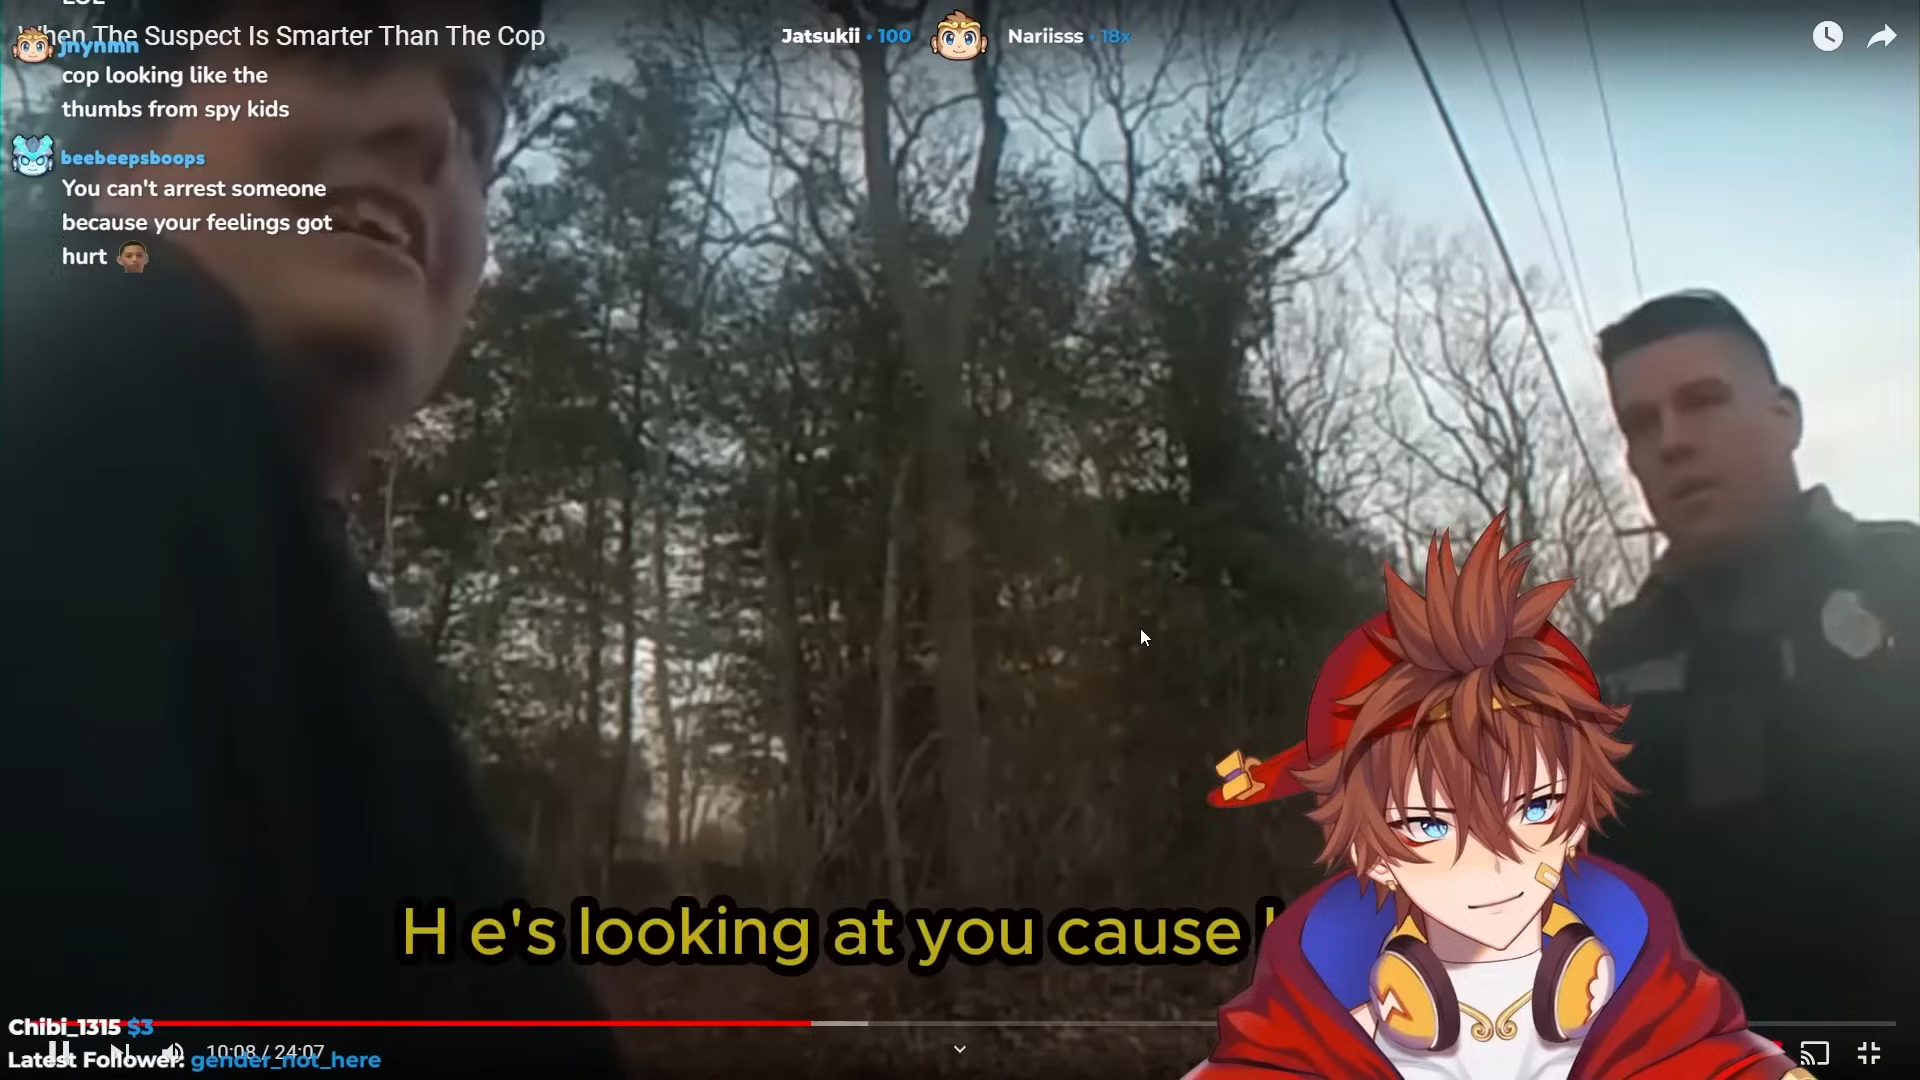 LOL
When The Suspect Is Smarter Than The Cop
jnynmn
cop looking like the
thumbs from spy kids
beebeepsboops
You can't arrest someone
because your feelings got
hurt
Jatsukii • 100
Nariisss • 18x
H e's looking at you cause
Chibi_1315 $3
10:08 / 24:07
Latest Follower: gender_not_here